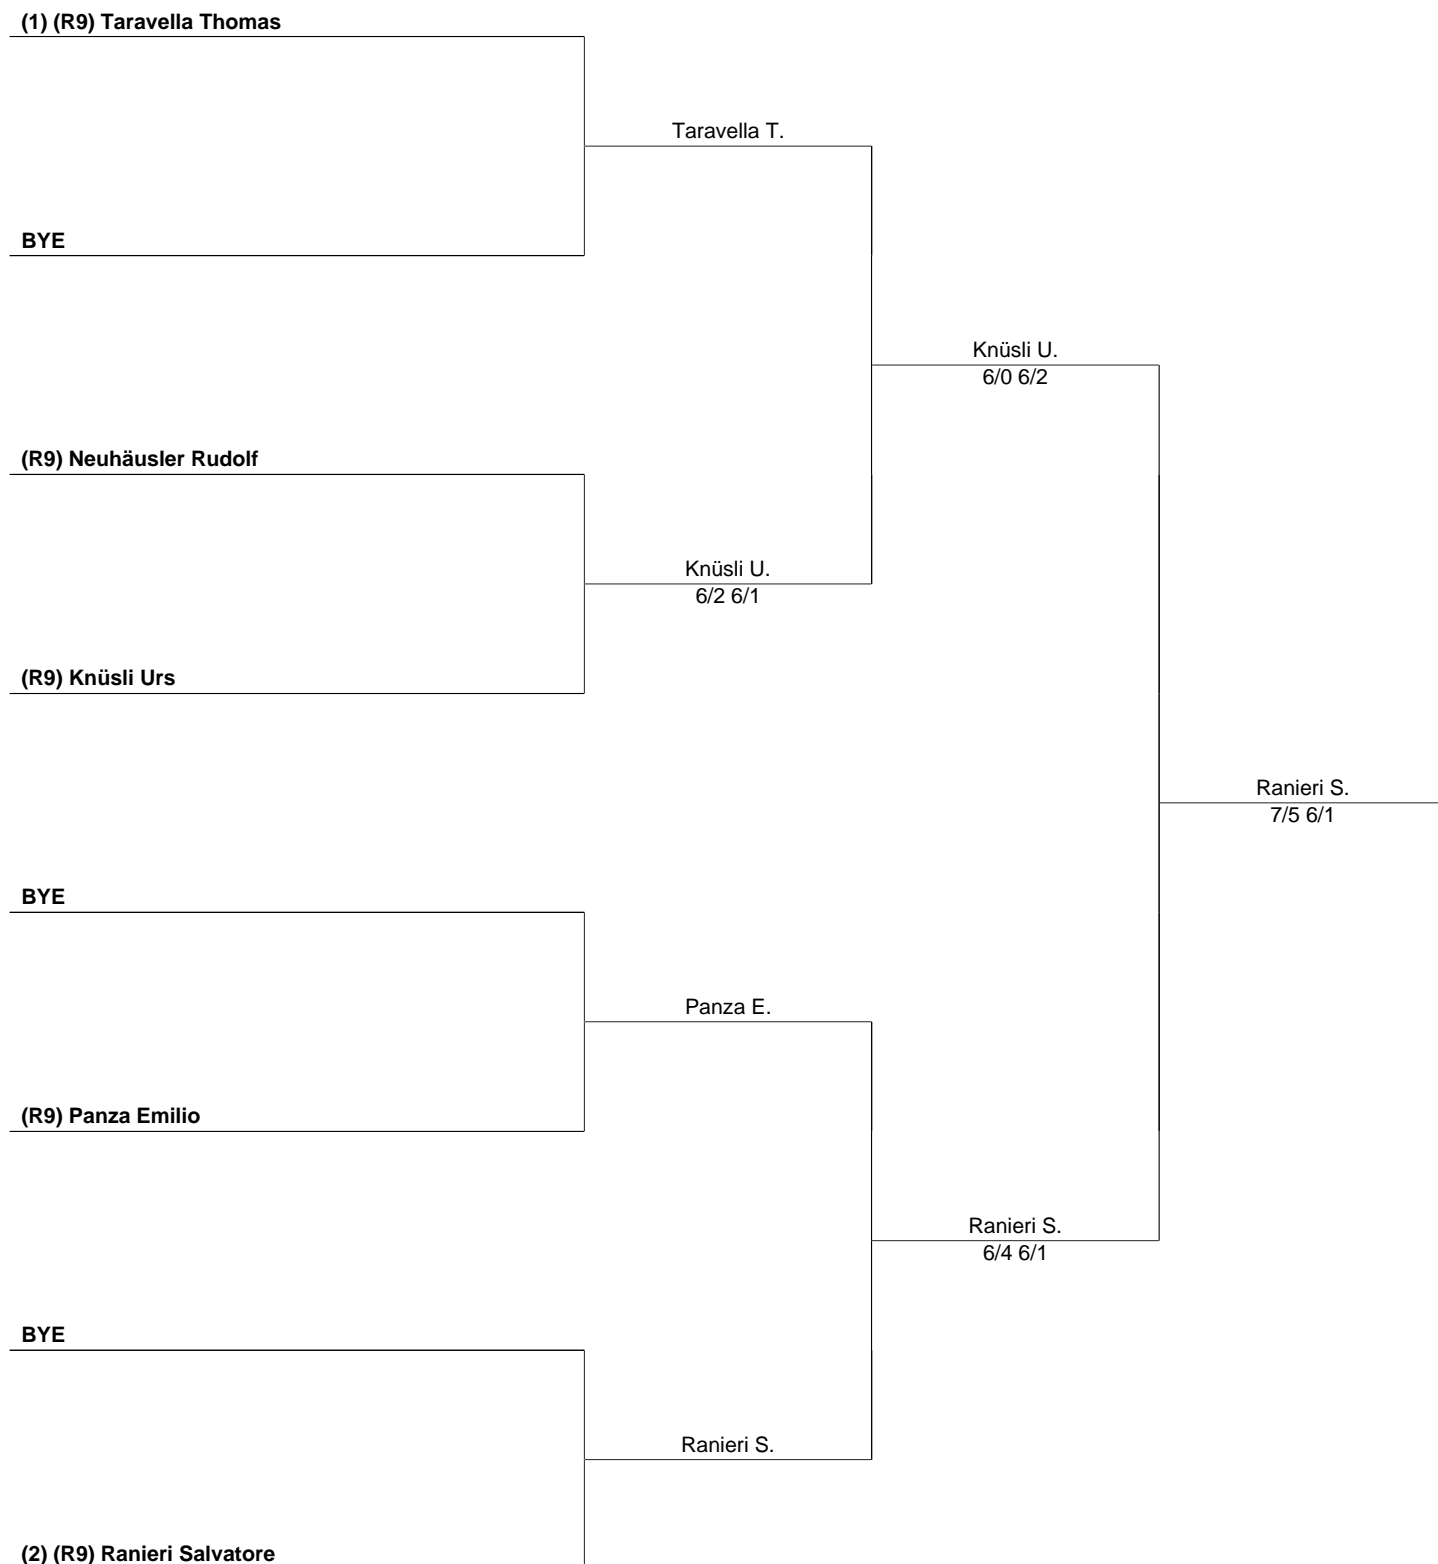 (1) (R9) Taravella Thomas
Taravella T.
BYE
Knüsli U.
6/0 6/2
(R9) Neuhäusler Rudolf
Knüsli U.
6/2 6/1
(R9) Knüsli Urs
Ranieri S.
7/5 6/1
BYE
Panza E.
(R9) Panza Emilio
Ranieri S.
6/4 6/1
BYE
Ranieri S.
(2) (R9) Ranieri Salvatore